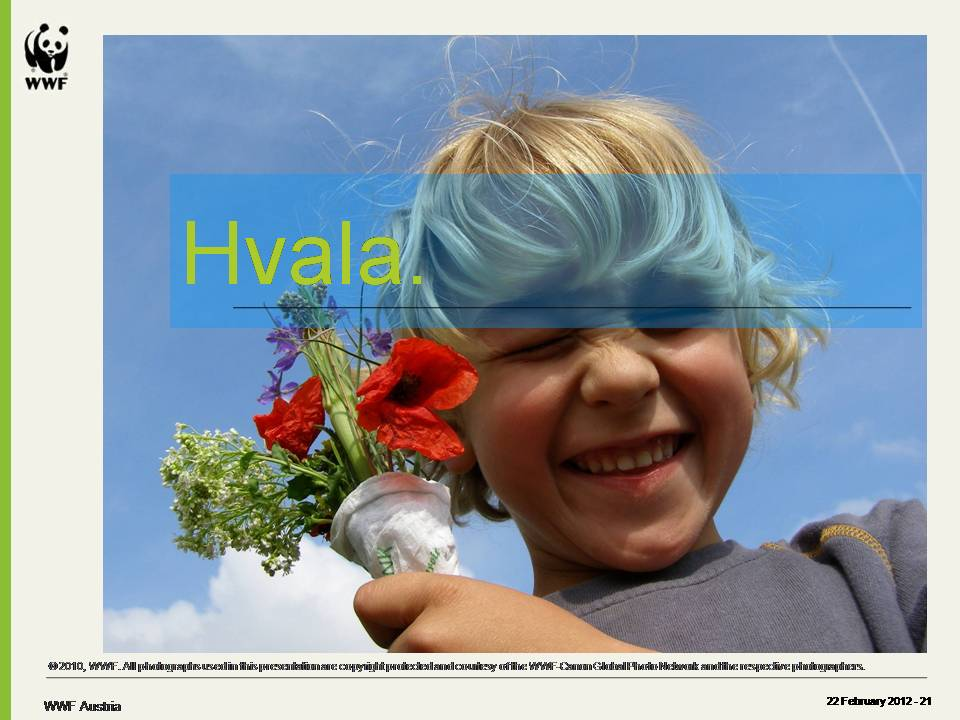 WWF
Hvala.
© 2010, WWF. All photographs used in this presentation are copyright protected and courtesy of the WWF-Canon Global Photo Network and the respective photographers.
WWF Austria
22 February 2012 - 21